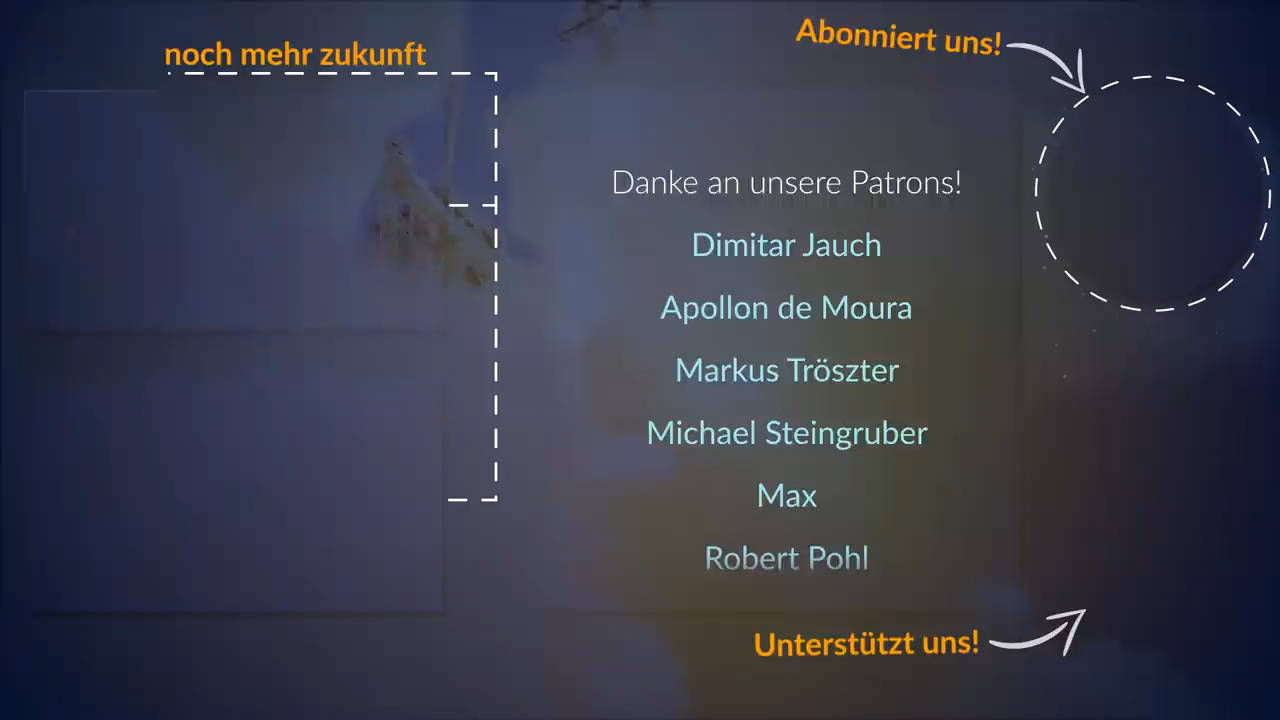 noch mehr zukunft
Abonniert uns!
Danke an unsere Patrons!
Dimitar Jauch
Apollon de Moura
Markus Tröszter
Michael Steingruber
Max
Robert Pohl
Unterstützt uns!